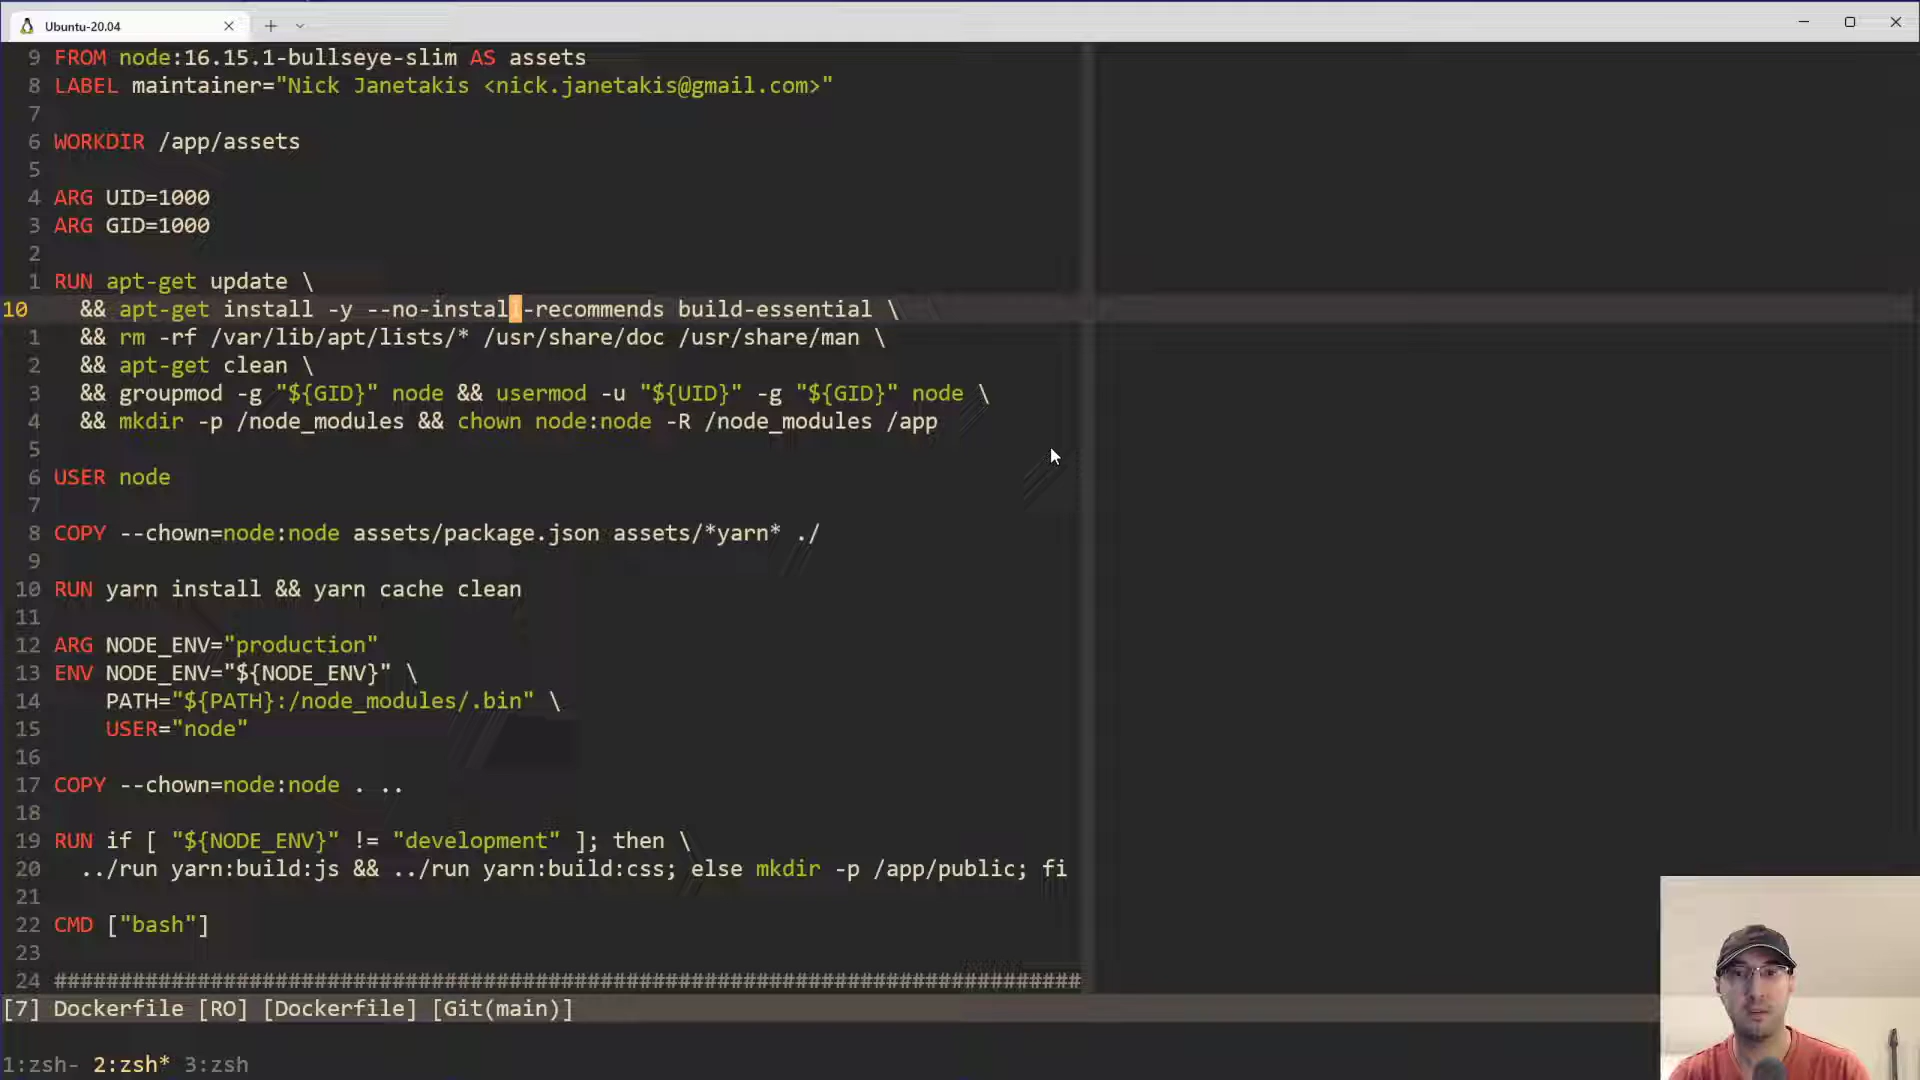 Ubuntu-20.04
9 FROM node:16.15.1-bullseye-slim AS assets
8 LABEL maintainer="Nick Janetakis <nick.janetakis@gmail.com>"
7
6 WORKDIR /app/assets
5
4 ARG UID=1000
3 ARG GID=1000
2
1 RUN apt-get update \
10 && apt-get install -y --no-install-recommends build-essential \
1 && rm -rf /var/lib/apt/lists/* /usr/share/doc /usr/share/man \
2 && apt-get clean \
3 && groupmod -g "${GID}" node && usermod -u "${UID}" -g "${GID}" node \
4 && mkdir -p /node_modules && chown node:node -R /node_modules /app
5
6 USER node
7
8 COPY --chown=node:node assets/package.json assets/*yarn* ./
9
10 RUN yarn install && yarn cache clean
11
12 ARG NODE_ENV="production"
13 ENV NODE_ENV="${NODE_ENV}" \
14 PATH="${PATH}:/node_modules/.bin" \
15 USER="node"
16
17 COPY --chown=node:node . ..
18
19 RUN if [ "${NODE_ENV}" != "development" ]; then \
20 ../run yarn:build:js && ../run yarn:build:css; else mkdir -p /app/public; fi
21
22 CMD ["bash"]
23
24 ###############################################################################
[7] Dockerfile [RO] [Dockerfile] [Git(main)]
1:zsh- 2:zsh* 3:zsh